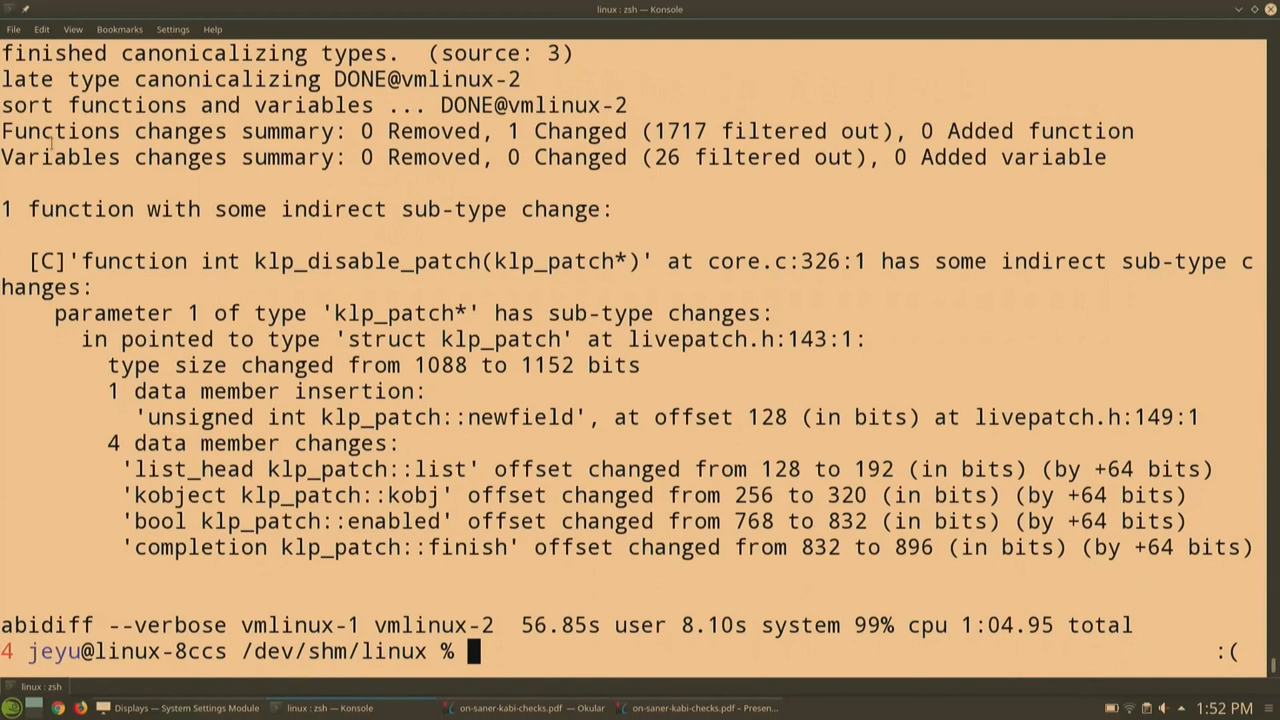 linux : zsh — Konsole
File Edit View Bookmarks Settings Help
finished canonicalizing types.  (source: 3)
late type canonicalizing DONE@vmlinux-2
sort functions and variables ... DONE@vmlinux-2
Functions changes summary: 0 Removed, 1 Changed (1717 filtered out), 0 Added function
Variables changes summary: 0 Removed, 0 Changed (26 filtered out), 0 Added variable
1 function with some indirect sub-type change:
[C]'function int klp_disable_patch(klp_patch*)' at core.c:326:1 has some indirect sub-type c
hanges:
parameter 1 of type 'klp_patch*' has sub-type changes:
in pointed to type 'struct klp_patch' at livepatch.h:143:1:
type size changed from 1088 to 1152 bits
1 data member insertion:
'unsigned int klp_patch::newfield', at offset 128 (in bits) at livepatch.h:149:1
4 data member changes:
'list_head klp_patch::list' offset changed from 128 to 192 (in bits) (by +64 bits)
'kobject klp_patch::kobj' offset changed from 256 to 320 (in bits) (by +64 bits)
'bool klp_patch::enabled' offset changed from 768 to 832 (in bits) (by +64 bits)
'completion klp_patch::finish' offset changed from 832 to 896 (in bits) (by +64 bits)
abidiff --verbose vmlinux-1 vmlinux-2  56.85s user 8.10s system 99% cpu 1:04.95 total
4 jeyu@linux-8ccs /dev/shm/linux % :(
linux : zsh
Displays — System Settings Module linux : zsh — Konsole on-saner-kabi-checks.pdf — Okular on-saner-kabi-checks.pdf – Presen... 1:52 PM